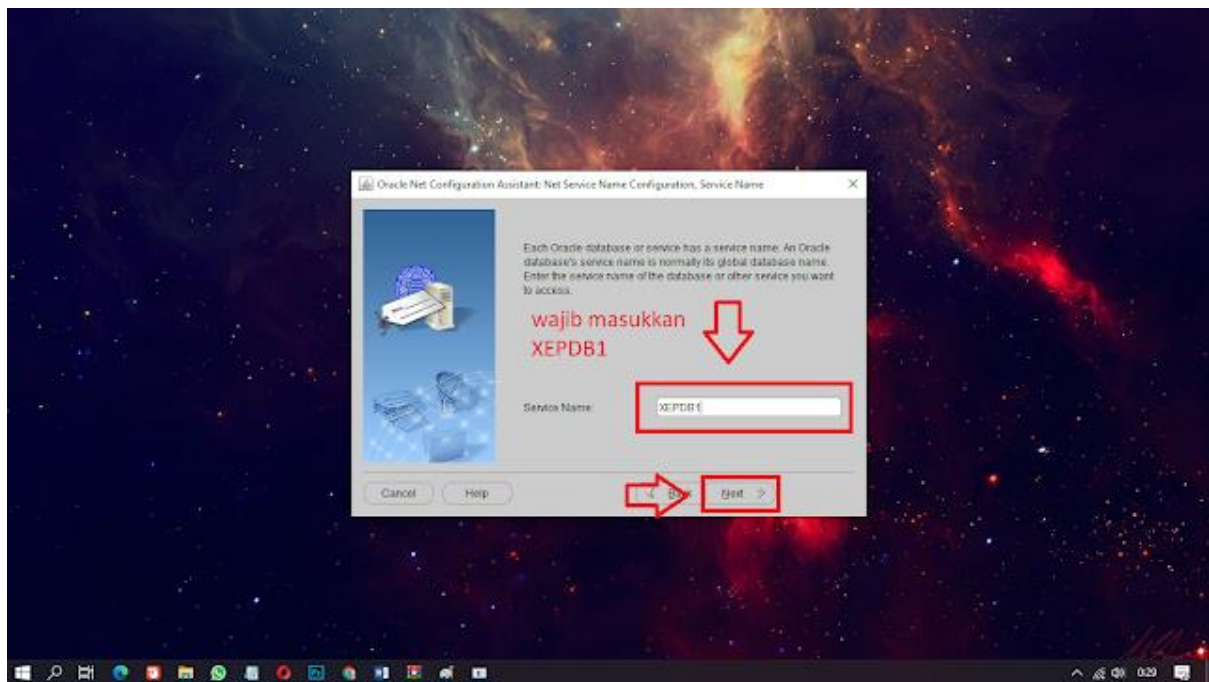 Oracle Net Configuration Assistant: Net Service Name Configuration, Service Name
Each Oracle database or service has a service name. An Oracle
database's service name is normally its global database name.
Enter the service name of the database or other service you want
to access.
wajib masukkan
XEPDB1
Service Name:
XEPDB1
Cancel
Help
Back
Next
0:29